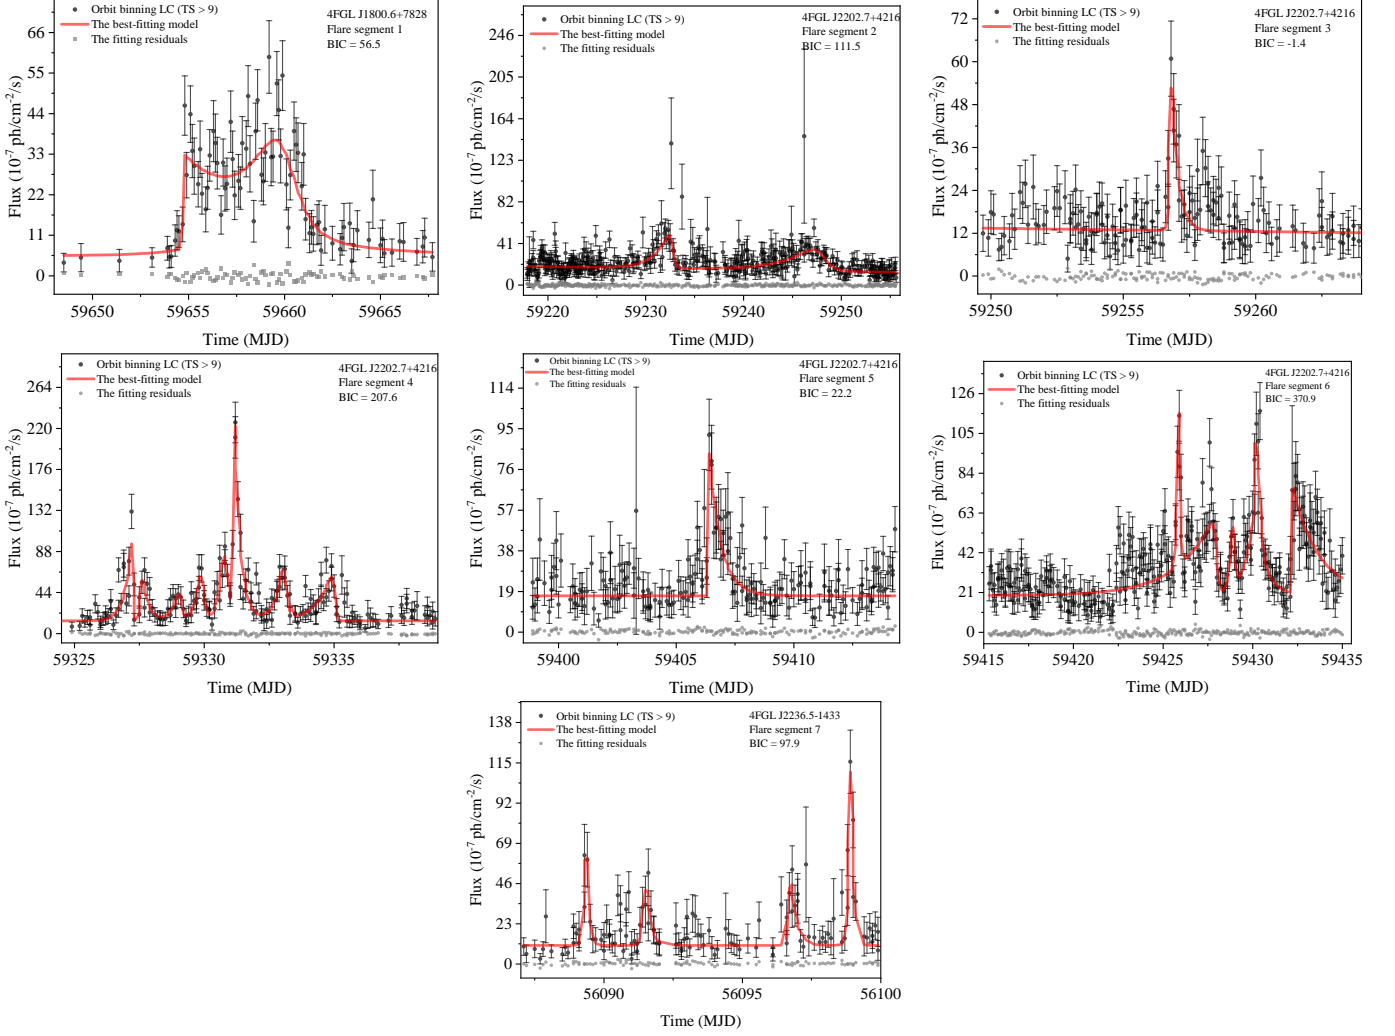 Orbit binning LC (TS > 9)
The best-fitting model
The fitting residuals
4FGL J1800.6+7828
Flare segment 1
BIC = 56.5
66
55
44
33
22
11
0
Flux (10⁻⁷ ph/cm⁻²/s)
59650
59655
59660
59665
Time (MJD)
Orbit binning LC (TS > 9)
The best-fitting model
The fitting residuals
4FGL J2202.7+4216
Flare segment 2
BIC = 111.5
246
205
164
123
82
41
0
Flux (10⁻⁷ ph/cm⁻²/s)
59220
59230
59240
59250
Time (MJD)
Orbit binning LC (TS > 9)
The best-fitting model
The fitting residuals
4FGL J2202.7+4216
Flare segment 3
BIC = -1.4
72
60
48
36
24
12
0
Flux (10⁻⁷ ph/cm⁻²/s)
59250
59255
59260
Time (MJD)
Orbit binning LC (TS > 9)
The best-fitting model
The fitting residuals
4FGL J2202.7+4216
Flare segment 4
BIC = 207.6
264
220
176
132
88
44
0
Flux (10⁻⁷ ph/cm⁻²/s)
59325
59330
59335
Time (MJD)
Orbit binning LC (TS > 9)
The best-fitting model
The fitting residuals
4FGL J2202.7+4216
Flare segment 5
BIC = 22.2
114
95
76
57
38
19
0
Flux (10⁻⁷ ph/cm⁻²/s)
59400
59405
59410
Time (MJD)
Orbit binning LC (TS > 9)
The best-fitting model
The fitting residuals
4FGL J2202.7+4216
Flare segment 6
BIC = 370.9
126
105
84
63
42
21
0
Flux (10⁻⁷ ph/cm⁻²/s)
59415
59420
59425
59430
59435
Time (MJD)
Orbit binning LC (TS > 9)
The best-fitting model
The fitting residuals
4FGL J2236.5-1433
Flare segment 7
BIC = 97.9
138
115
92
69
46
23
0
Flux (10⁻⁷ ph/cm⁻²/s)
56090
56095
56100
Time (MJD)